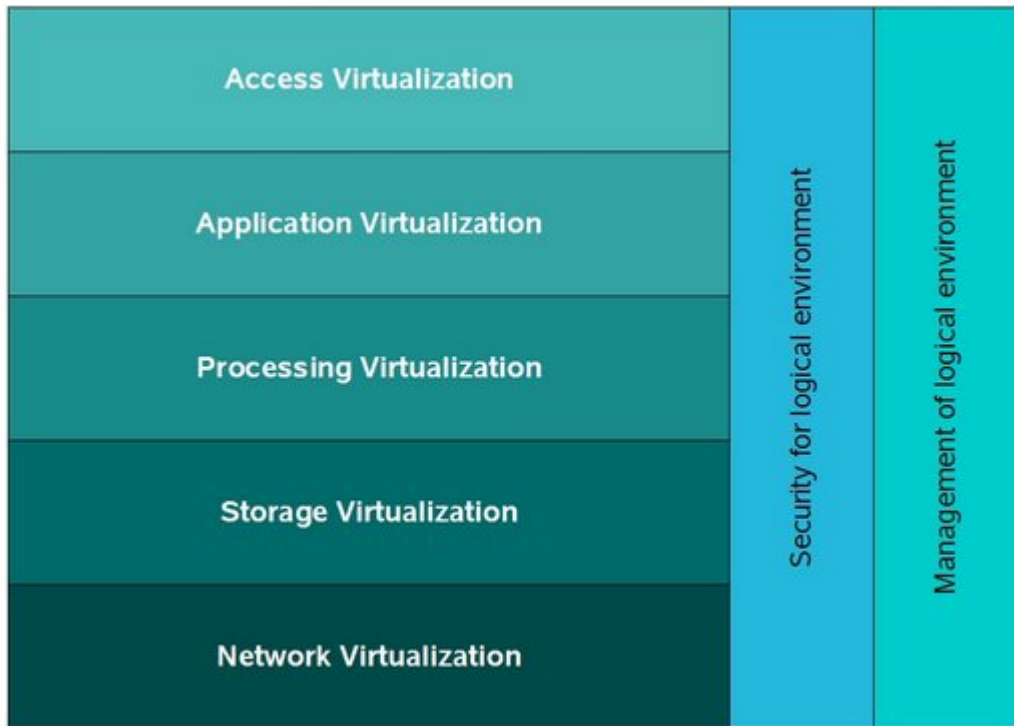 Access Virtualization
Application Virtualization
Processing Virtualization
Storage Virtualization
Network Virtualization
Security for logical environment
Management of logical environment